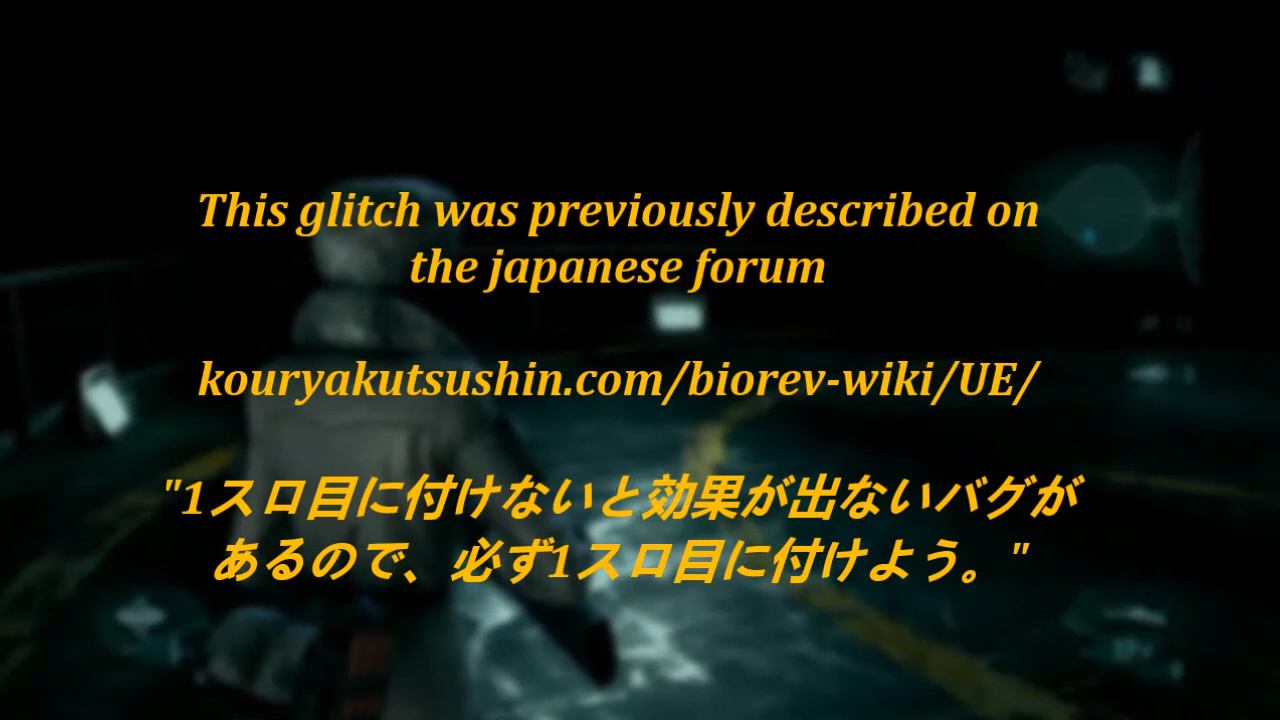 This glitch was previously described on
the japanese forum
kouryakutsushin.com/biorev-wiki/UE/
"1スロ目に付けないと効果が出ないバグが
あるので、必ず1スロ目に付けよう。"